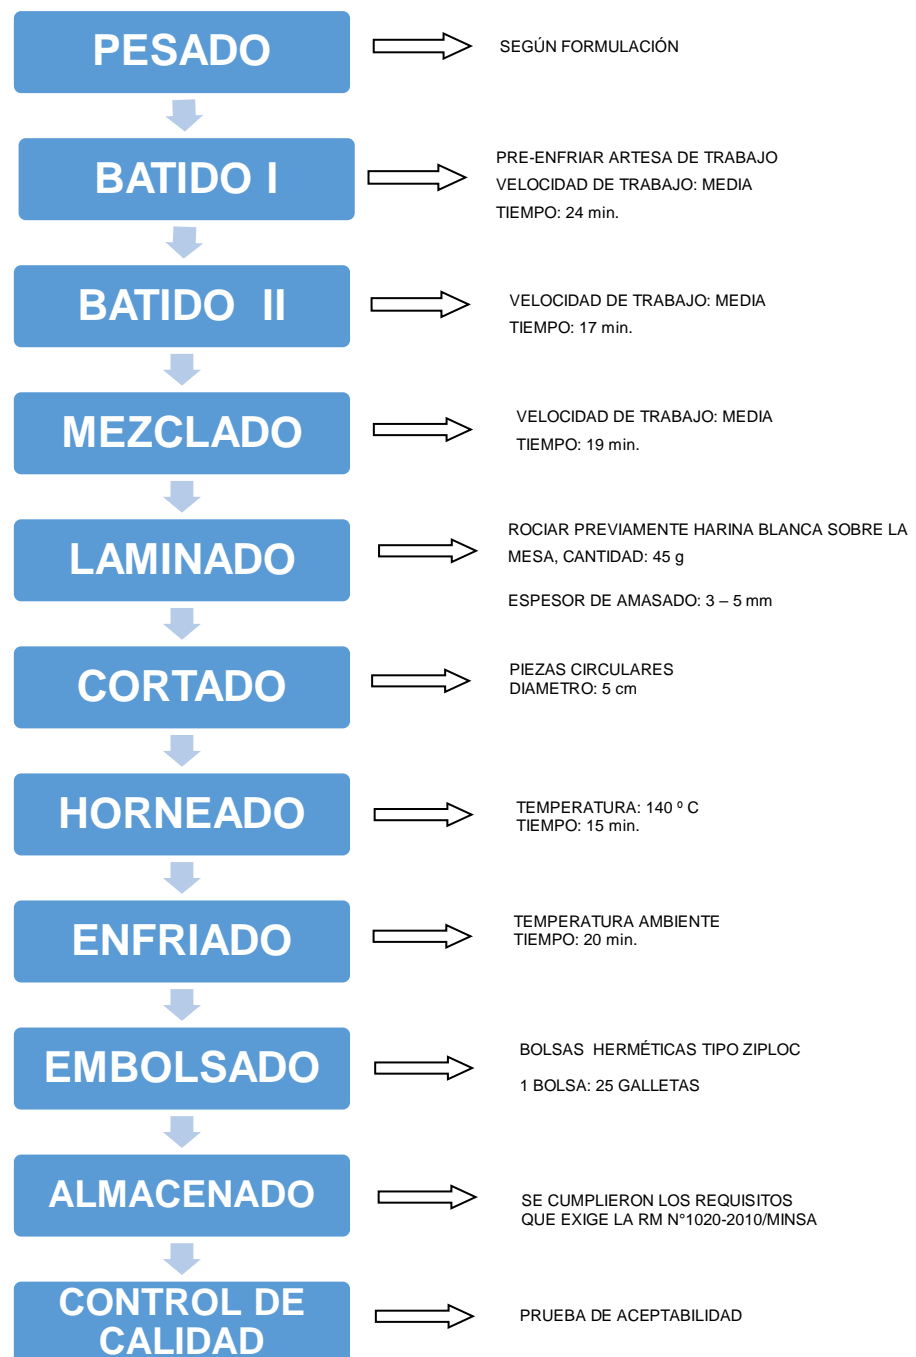 PESADO
SEGÚN FORMULACIÓN
BATIDO I
PRE-ENFRIAR ARTESA DE TRABAJO
VELOCIDAD DE TRABAJO: MEDIA
TIEMPO: 24 min.
BATIDO II
VELOCIDAD DE TRABAJO: MEDIA
TIEMPO: 17 min.
MEZCLADO
VELOCIDAD DE TRABAJO: MEDIA
TIEMPO: 19 min.
LAMINADO
ROCIAR PREVIAMENTE HARINA BLANCA SOBRE LA
MESA, CANTIDAD: 45 g
ESPESOR DE AMASADO: 3 – 5 mm
CORTADO
PIEZAS CIRCULARES
DIAMETRO: 5 cm
HORNEADO
TEMPERATURA: 140 º C
TIEMPO: 15 min.
ENFRIADO
TEMPERATURA AMBIENTE
TIEMPO: 20 min.
EMBOLSADO
BOLSAS HERMÉTICAS TIPO ZIPLOC
1 BOLSA: 25 GALLETAS
ALMACENADO
SE CUMPLIERON LOS REQUISITOS
QUE EXIGE LA RM N°1020-2010/MINSA
CONTROL DE
CALIDAD
PRUEBA DE ACEPTABILIDAD